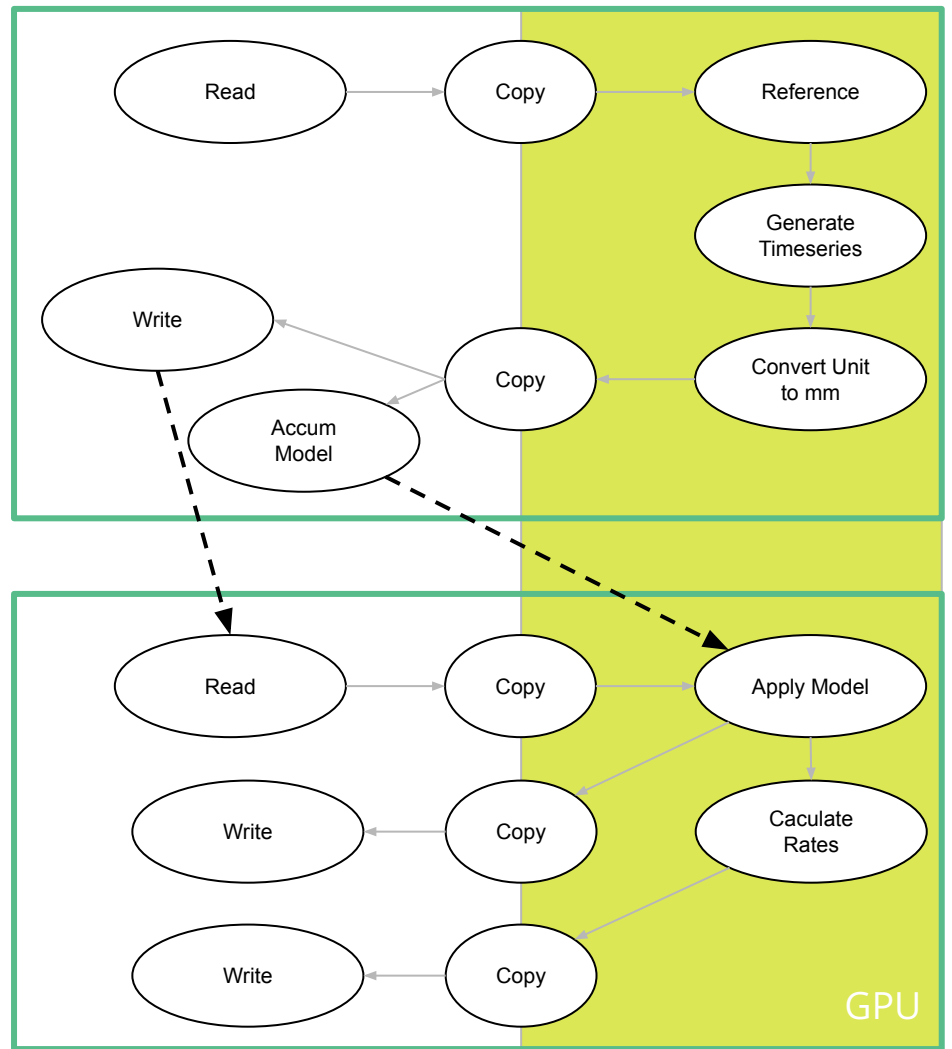 Read
Copy
Reference
Generate
Timeseries
Write
Copy
Convert Unit
to mm
Accum
Model
Read
Copy
Apply Model
Write
Copy
Caculate
Rates
Write
Copy
GPU